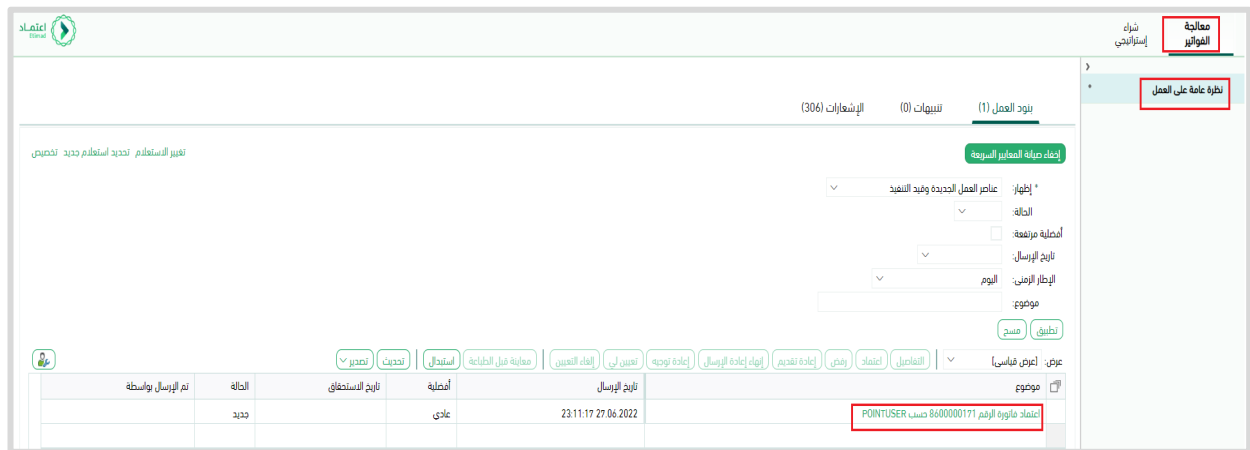 معالجة
الفواتير
شراء
إستراتيجي
اعتماد
Etimad
نظرة عامة على العمل
بنود العمل (1) تنبيهات (0) الإشعارات (306)
إخفاء صيانة المعايير السريعة
تغيير الاستعلام تحديد استعلام جديد تخصيص
* إظهار: عناصر العمل الجديدة وقيد التنفيذ
الحالة:
أفضلية مرتفعة:
تاريخ الإرسال:
الإطار الزمني: اليوم
موضوع:
تطبيق مسح
عرض: [عرض قياسي] التفاصيل اعتماد رفض إعادة تقديم إنهاء إعادة الإرسال إعادة توجيه تعيين لي إلغاء التعيين معاينة قبل الطباعة استبدال تحديث تصدير
موضوع تاريخ الإرسال أفضلية تاريخ الاستحقاق الحالة تم الإرسال بواسطة
اعتماد فاتورة الرقم 8600000171 حسب POINTUSER 23:11:17 27.06.2022 عادي جديد